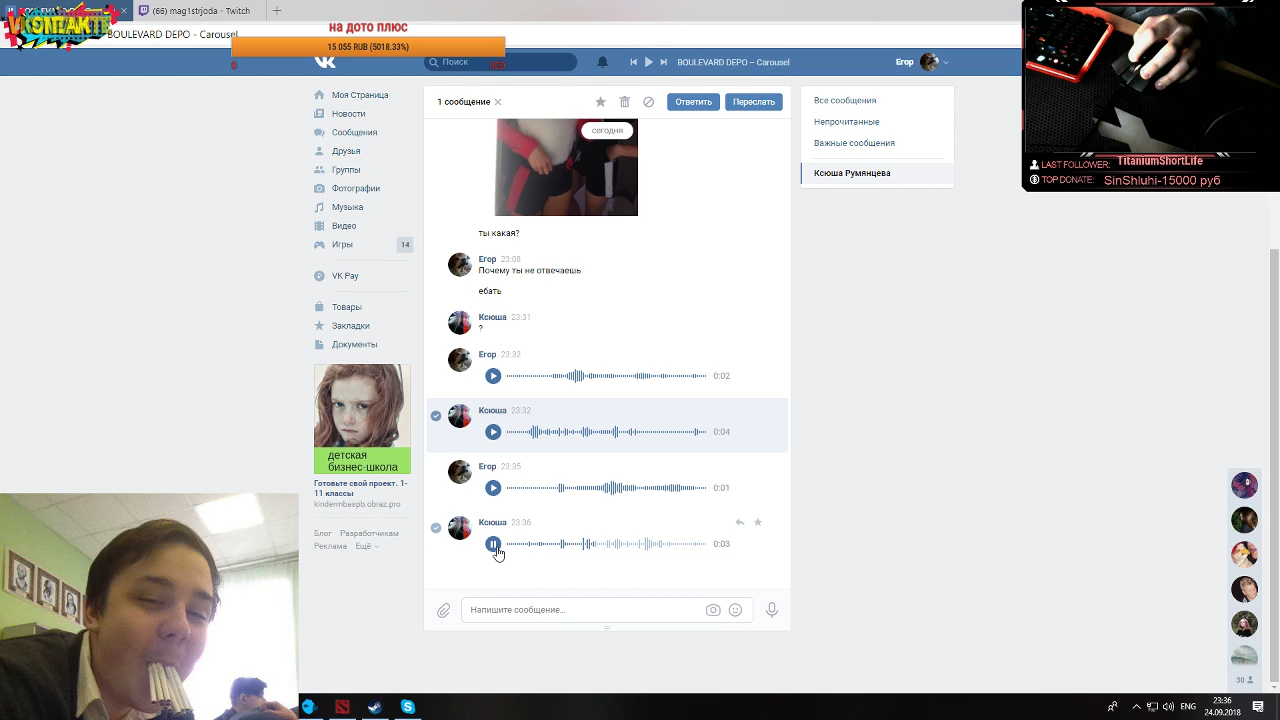 VKONTAKTE
mag1strjoda - Twitch
BOULEVARD DEPO - Carousel
на дото плюс
15 055 RUB (5018.33%)
0
300
Поиск
BOULEVARD DEPO – Carousel
Егор
LAST FOLLOWER: TitaniumShortLife
TOP DONATE: SinShluhi-15000 руб
Моя Страница
Новости
Сообщения
Друзья
Группы
Фотографии
Музыка
Видео
Игры 14
VK Pay
Товары
Закладки
Документы
детская
бизнес-школа
Готовьте свой проект. 1-
11 классы
kindermbaspb.obraz.pro
Блог Разработчикам
Реклама Ещё
1 сообщение
Ответить Переслать
сегодня
ты какая?
Егор 23:08
Почему ты не отвечаешь
ебать
Ксюша 23:31
?
Егор 23:32
0:02
Ксюша 23:32
0:04
Егор 23:35
0:01
Ксюша 23:36
0:03
Напишите сообщение...
Все сообщения
Непрочитанные
Важные сообщения
Ксюша Румянцева
30
23:36
24.09.2018